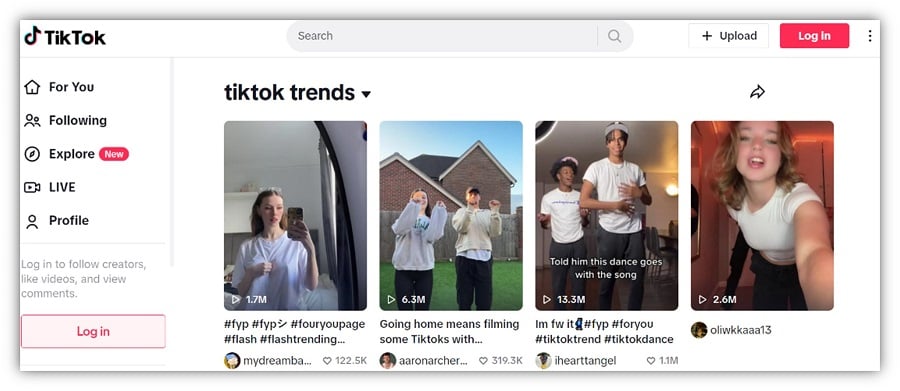 TikTok
Search
+ Upload
Log In
For You
Following
Explore New
LIVE
Profile
Log in to follow creators,
like videos, and view
comments.
Log in
tiktok trends
1.7M
#fyp #fypシ #fouryoupage
#flash #flashtrending...
mydreamba... 122.5K
6.3M
Going home means filming
some Tiktoks with...
aaronarcher... 319.3K
Told him this dance goes
with the song
13.3M
Im fw it #fyp #foryou
#tiktoktrend #tiktokdance
ihearttangel 1.1M
2.6M
oliwkkaaa13